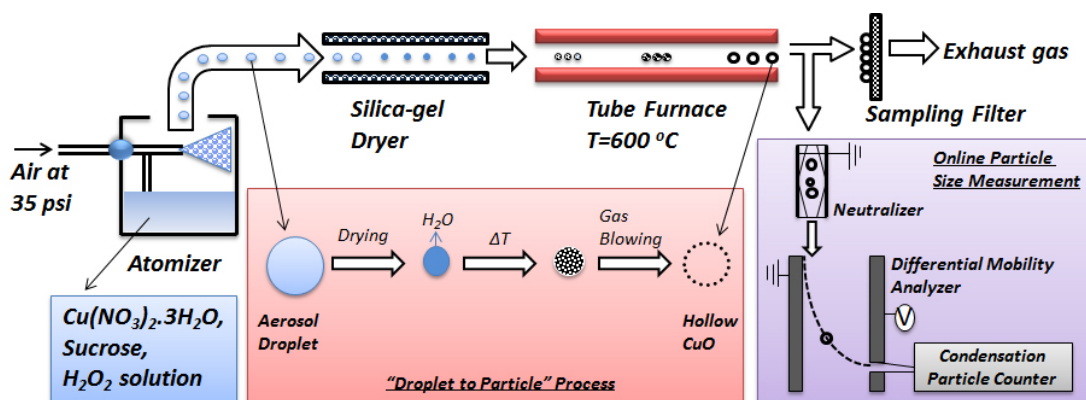 Air at
35 psi
Atomizer
Cu(NO3)2.3H2O,
Sucrose,
H2O2 solution
Silica-gel
Dryer
Tube Furnace
T=600 ºC
Exhaust gas
Sampling Filter
Drying
H2O
ΔT
Gas
Blowing
Aerosol
Droplet
Hollow
CuO
“Droplet to Particle” Process
Online Particle
Size Measurement
Neutralizer
Differential Mobility
Analyzer
V
Condensation
Particle Counter